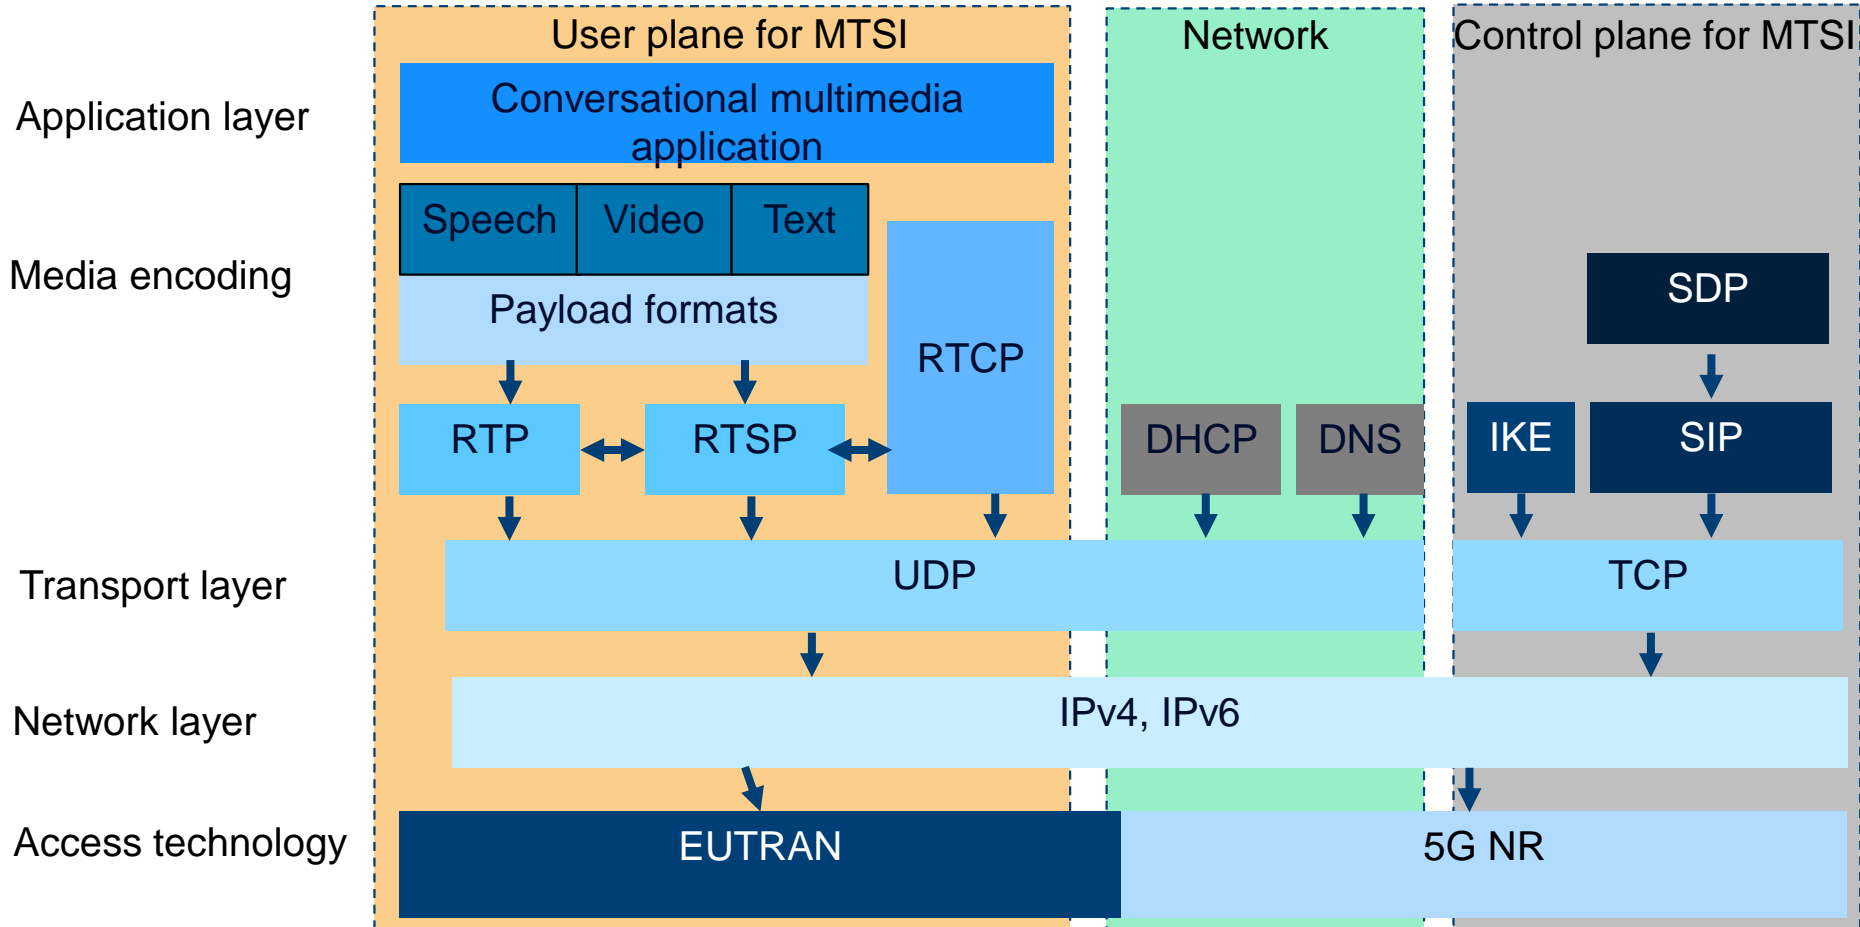 User plane for MTSI
Network
Control plane for MTSI
Application layer
Conversational multimedia
application
Speech
Video
Text
Media encoding
Payload formats
SDP
RTCP
RTP
RTSP
DHCP
DNS
IKE
SIP
Transport layer
UDP
TCP
Network layer
IPv4, IPv6
Access technology
EUTRAN
5G NR